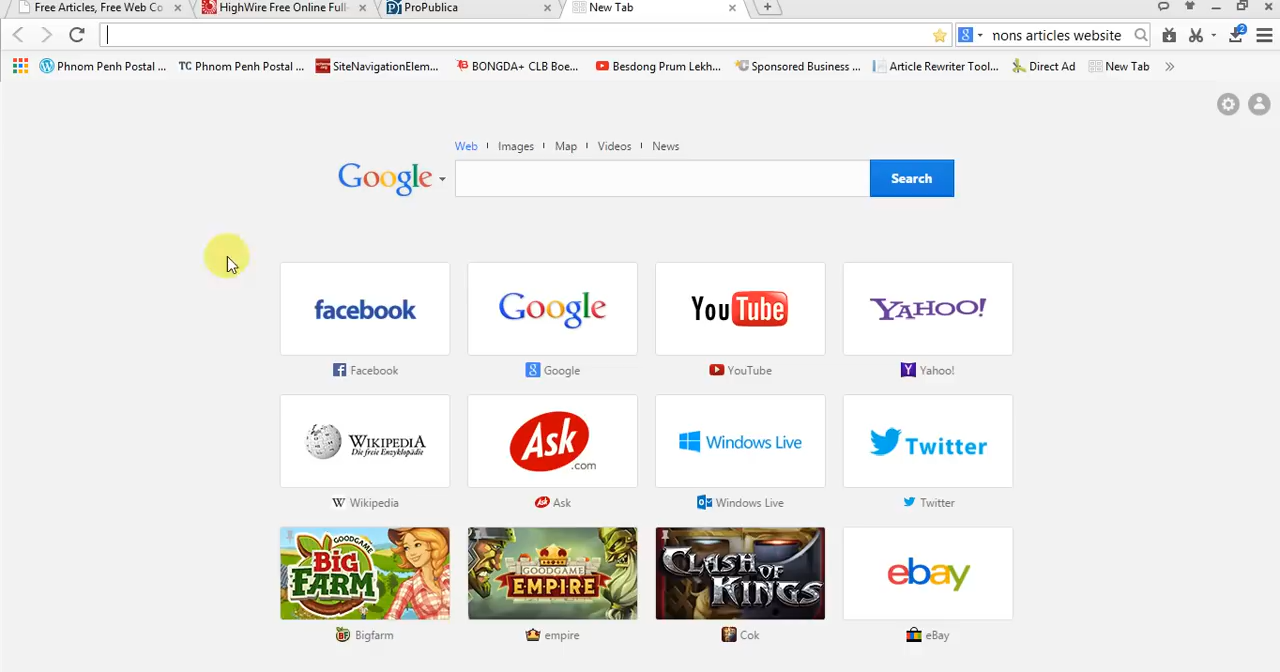 Free Articles, Free Web Co
HighWire Free Online Full-
ProPublica
New Tab
nons articles website
2
Phnom Penh Postal ...
TC Phnom Penh Postal ...
SiteNavigationElem...
BONGDA+ CLB Boe...
Besdong Prum Lekh...
Sponsored Business ...
Article Rewriter Tool...
Direct Ad
New Tab
Web
Images
Map
Videos
News
Google
Search
facebook
Google
YouTube
YAHOO!
Facebook
Google
YouTube
Yahoo!
WIKIPEDIA
Die freie Enzyklopädie
Ask
.com
Windows Live
Twitter
Wikipedia
Ask
Windows Live
Twitter
GOODGAME
BIG
FARM
GOODGAME
EMPIRE
CLASH OF
KINGS
ebay
Bigfarm
empire
Cok
eBay